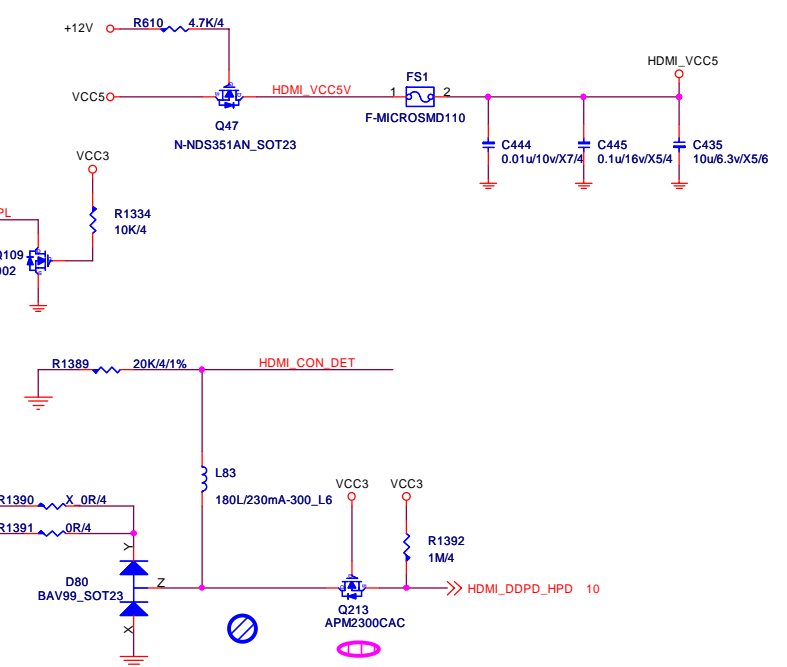 +12V
R610 4.7K/4
VCC5
HDMI_VCC5V
Q47
N-NDS351AN_SOT23
FS1
1 2
F-MICROSMD110
HDMI_VCC5
C444
0.01u/10v/X7/4
C445
0.1u/16v/X5/4
C435
10u/6.3v/X5/6
VCC3
R1334
10K/4
PL
Q109
002
R1389 20K/4/1%
HDMI_CON_DET
L83
180L/230mA-300_L6
R1390 X_0R/4
R1391 0R/4
Y
Z
X
D80
BAV99_SOT23
VCC3
VCC3
R1392
1M/4
Q213
APM2300CAC
HDMI_DDPD_HPD 10